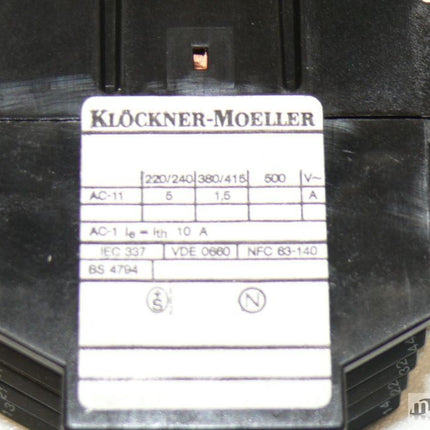 KLÖCKNER-MOELLER
220/240 380/415 500 V~
AC-11 5 1,5 A
AC-1 Ie = Ith 10 A
IEC 337 VDE 0660 NFC 63-140
BS 4794
S N